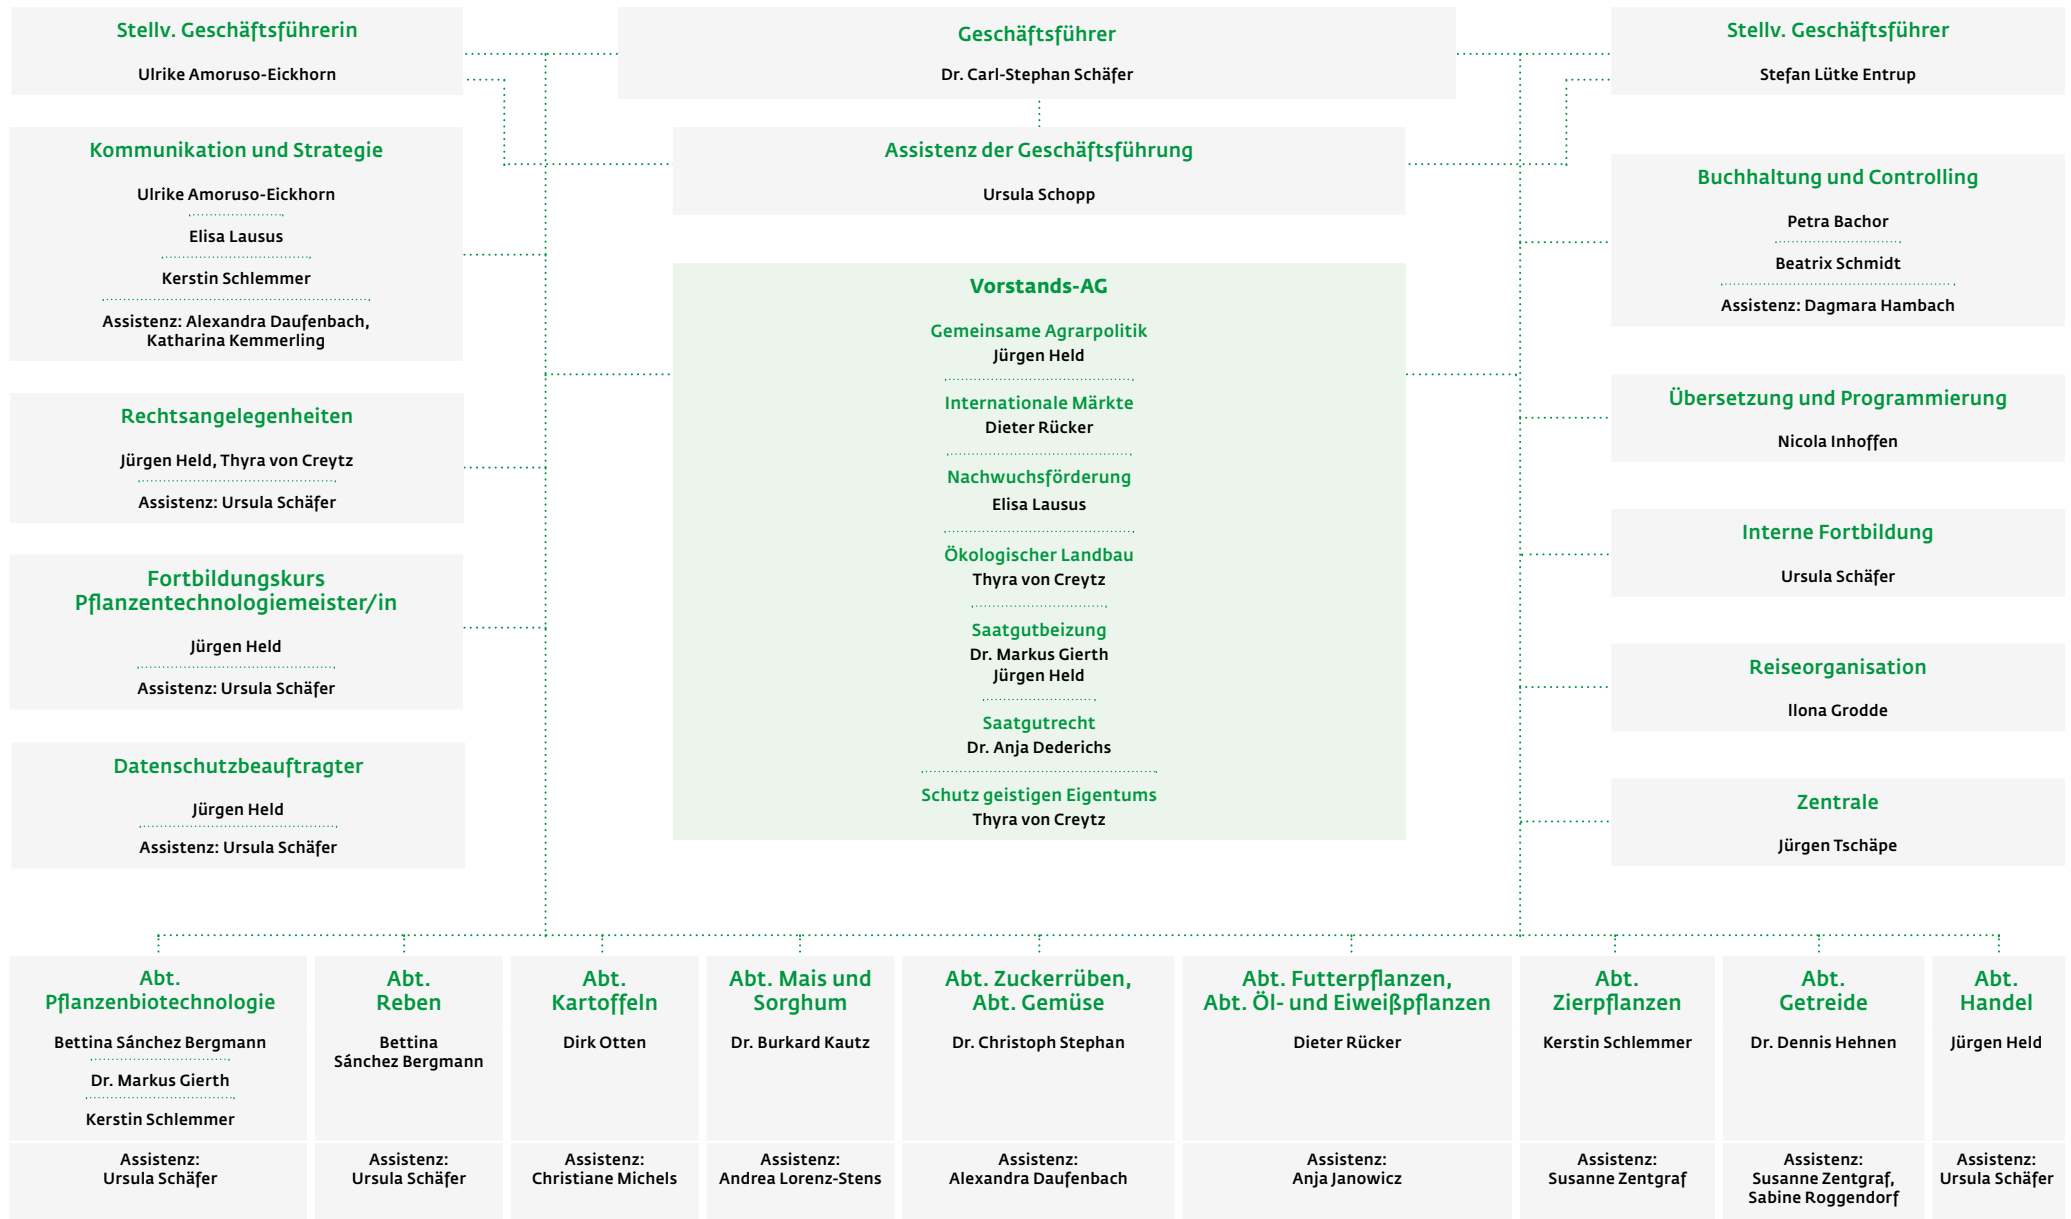 Stellv. Geschäftsführerin
Ulrike Amoruso-Eickhorn
Geschäftsführer
Dr. Carl-Stephan Schäfer
Stellv. Geschäftsführer
Stefan Lütke Entrup
Assistenz der Geschäftsführung
Ursula Schopp
Kommunikation und Strategie
Ulrike Amoruso-Eickhorn
Elisa Lausus
Kerstin Schlemmer
Assistenz: Alexandra Daufenbach,
Katharina Kemmerling
Rechtsangelegenheiten
Jürgen Held, Thyra von Creytz
Assistenz: Ursula Schäfer
Fortbildungskurs
Pflanzentechnologiemeister/in
Jürgen Held
Assistenz: Ursula Schäfer
Datenschutzbeauftragter
Jürgen Held
Assistenz: Ursula Schäfer
Vorstands-AG
Gemeinsame Agrarpolitik
Jürgen Held
Internationale Märkte
Dieter Rücker
Nachwuchsförderung
Elisa Lausus
Ökologischer Landbau
Thyra von Creytz
Saatgutbeizung
Dr. Markus Gierth
Jürgen Held
Saatgutrecht
Dr. Anja Dederichs
Schutz geistigen Eigentums
Thyra von Creytz
Buchhaltung und Controlling
Petra Bachor
Beatrix Schmidt
Assistenz: Dagmara Hambach
Übersetzung und Programmierung
Nicola Inhoffen
Interne Fortbildung
Ursula Schäfer
Reiseorganisation
Ilona Grodde
Zentrale
Jürgen Tschäpe
Abt.
Pflanzenbiotechnologie
Bettina Sánchez Bergmann
Dr. Markus Gierth
Kerstin Schlemmer
Assistenz:
Ursula Schäfer
Abt.
Reben
Bettina
Sánchez Bergmann
Assistenz:
Ursula Schäfer
Abt.
Kartoffeln
Dirk Otten
Assistenz:
Christiane Michels
Abt. Mais und
Sorghum
Dr. Burkard Kautz
Assistenz:
Andrea Lorenz-Stens
Abt. Zuckerrüben,
Abt. Gemüse
Dr. Christoph Stephan
Assistenz:
Alexandra Daufenbach
Abt. Futterpflanzen,
Abt. Öl- und Eiweißpflanzen
Dieter Rücker
Assistenz:
Anja Janowicz
Abt.
Zierpflanzen
Kerstin Schlemmer
Assistenz:
Susanne Zentgraf
Abt.
Getreide
Dr. Dennis Hehnen
Assistenz:
Susanne Zentgraf,
Sabine Roggendorf
Abt.
Handel
Jürgen Held
Assistenz:
Ursula Schäfer